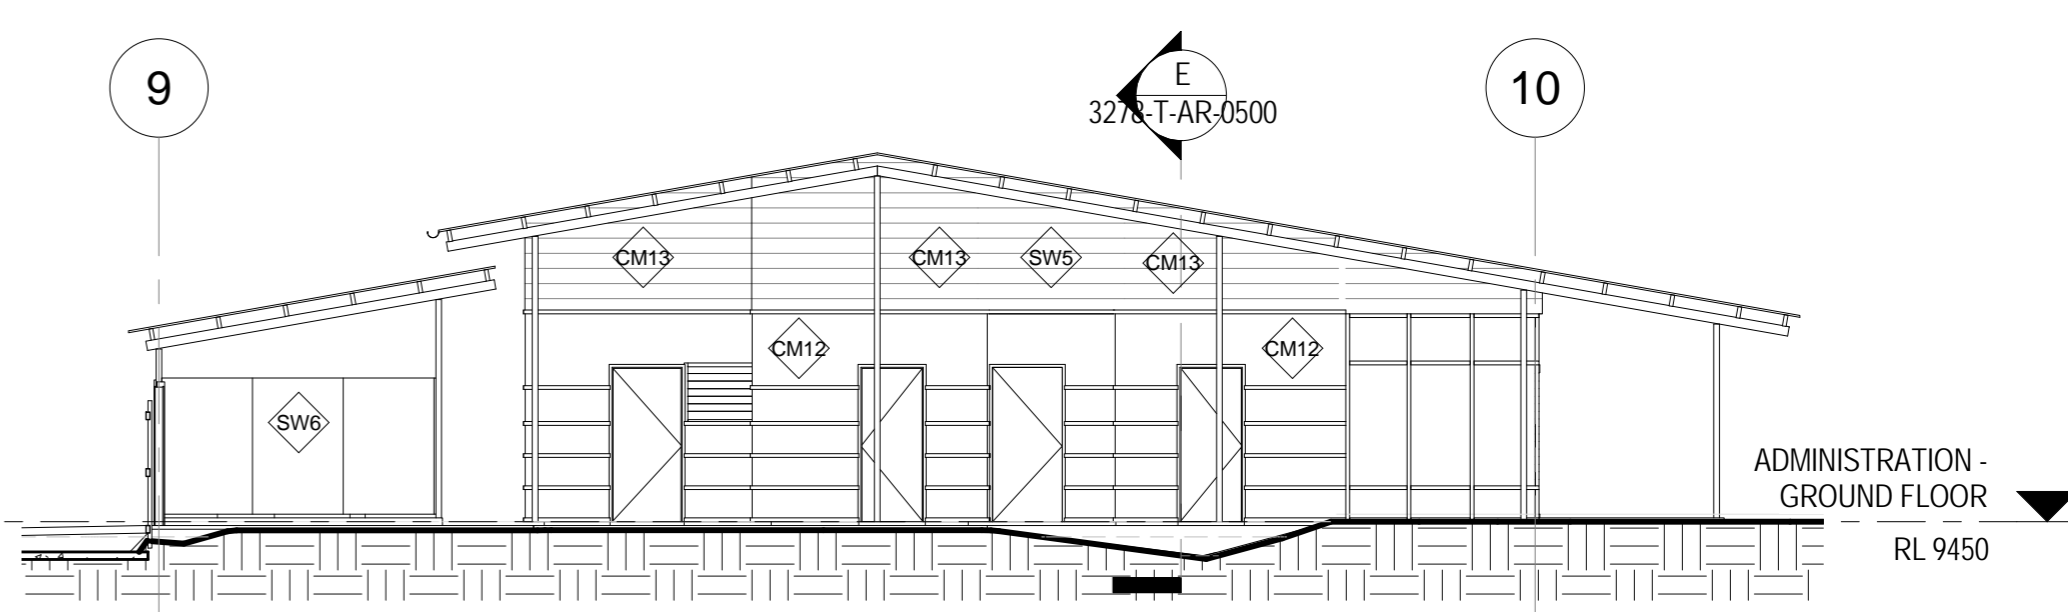 9
E
3278-T-AR-0500
10
CM13
CM13
SW5
CM13
CM12
CM12
SW6
ADMINISTRATION -
GROUND FLOOR
RL 9450